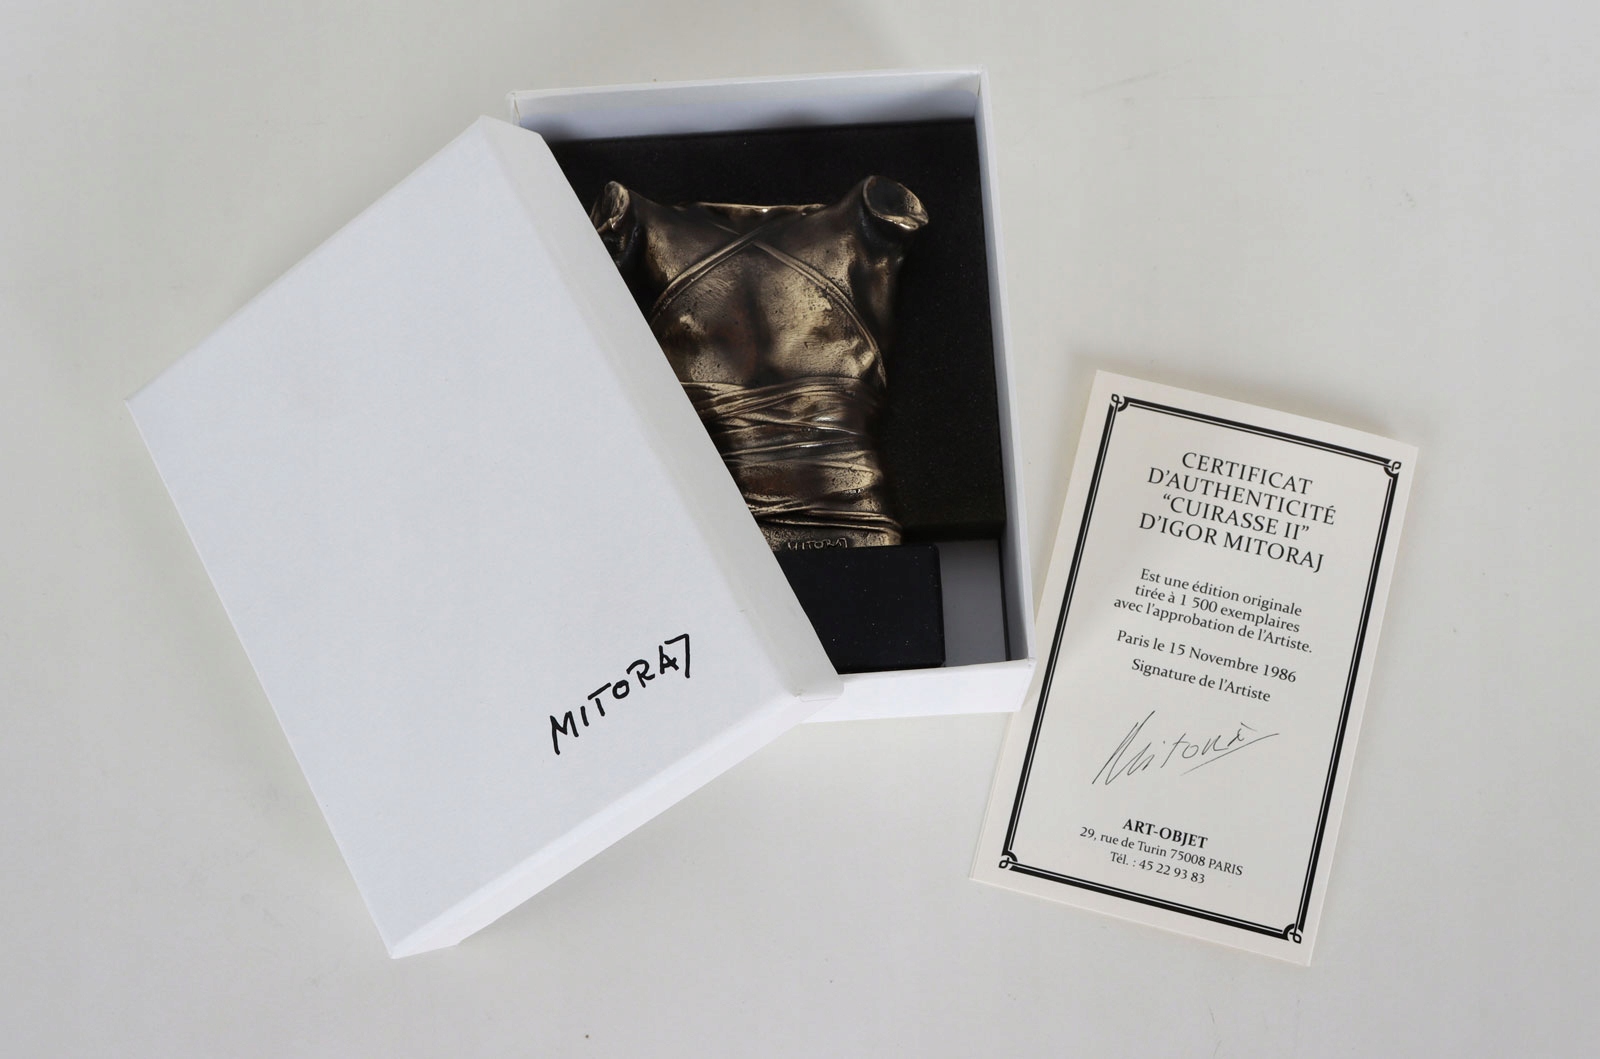 MITORAJ
MITORAJ
CERTIFICAT
D'AUTHENTICITÉ
“CUIRASSE II”
D'IGOR MITORAJ
Est une édition originale
tirée à 1 500 exemplaires
avec l'approbation de l'Artiste.
Paris le 15 Novembre 1986
Signature de l'Artiste
Mitoraj
ART-OBJET
29, rue de Turin 75008 PARIS
Tél. : 45 22 93 83